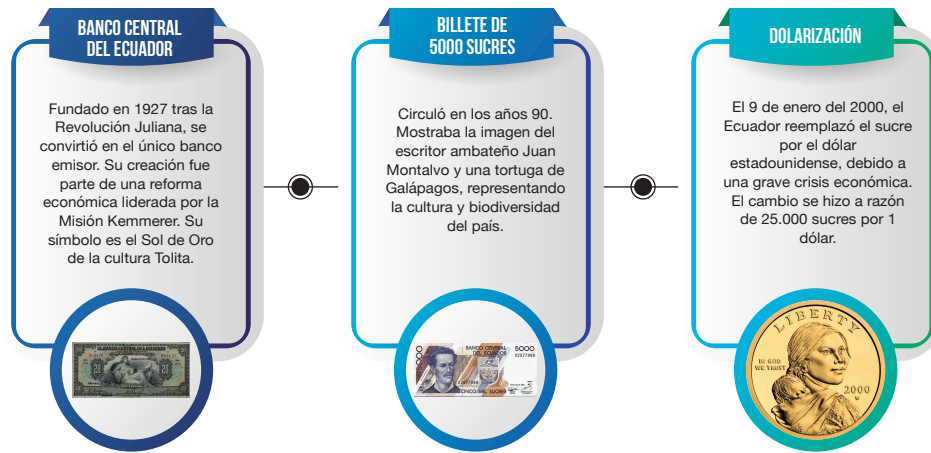 BANCO CENTRAL
DEL ECUADOR
Fundado en 1927 tras la
Revolución Juliana, se
convirtió en el único banco
emisor. Su creación fue
parte de una reforma
económica liderada por la
Misión Kemmerer. Su
símbolo es el Sol de Oro
de la cultura Tolita.
20
20
BILLETE DE
5000 SUCRES
Circuló en los años 90.
Mostraba la imagen del
escritor ambateño Juan
Montalvo y una tortuga de
Galápagos, representando
la cultura y biodiversidad
del país.
BANCO CENTRAL
DEL ECUADOR
5000
SUCRES
DOLARIZACIÓN
El 9 de enero del 2000, el
Ecuador reemplazó el sucre
por el dólar
estadounidense, debido a
una grave crisis económica.
El cambio se hizo a razón
de 25.000 sucres por 1
dólar.
LIBERTY
IN GOD
WE TRUST
2000